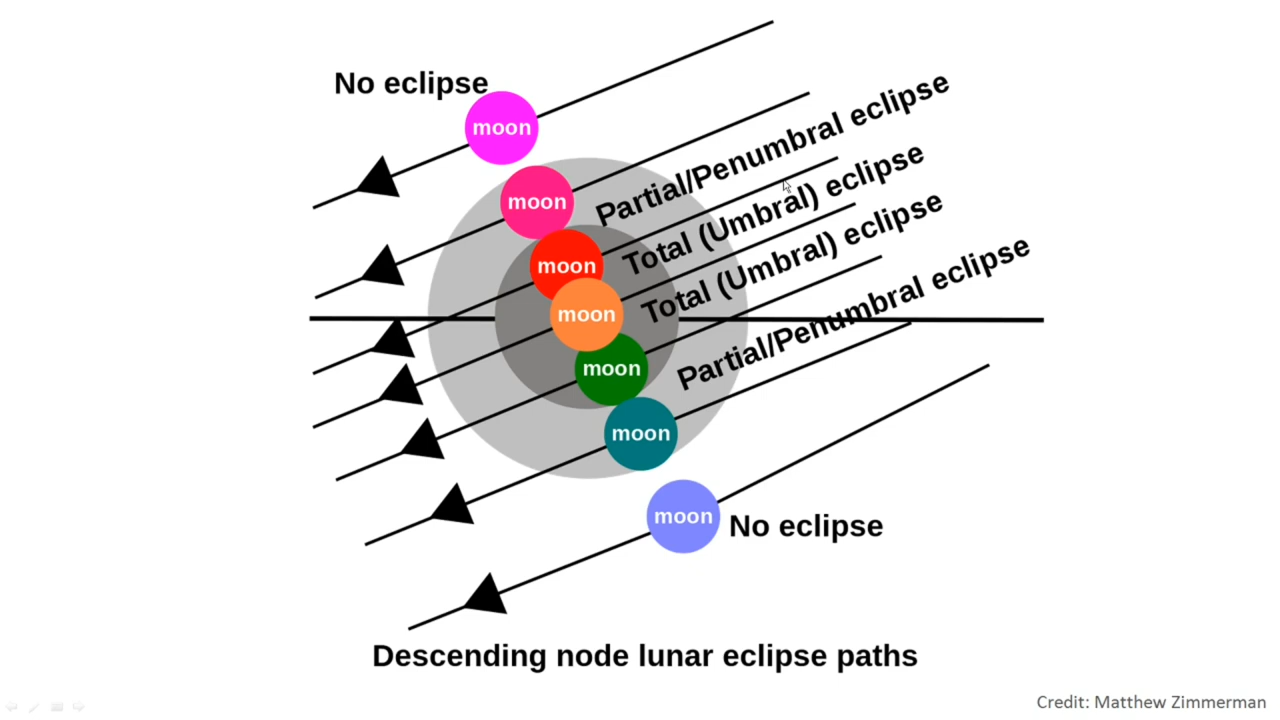 No eclipse
moon
Partial/Penumbral eclipse
moon
Total (Umbral) eclipse
moon
Total (Umbral) eclipse
moon
Partial/Penumbral eclipse
moon
moon
moon
No eclipse
Descending node lunar eclipse paths
Credit: Matthew Zimmerman